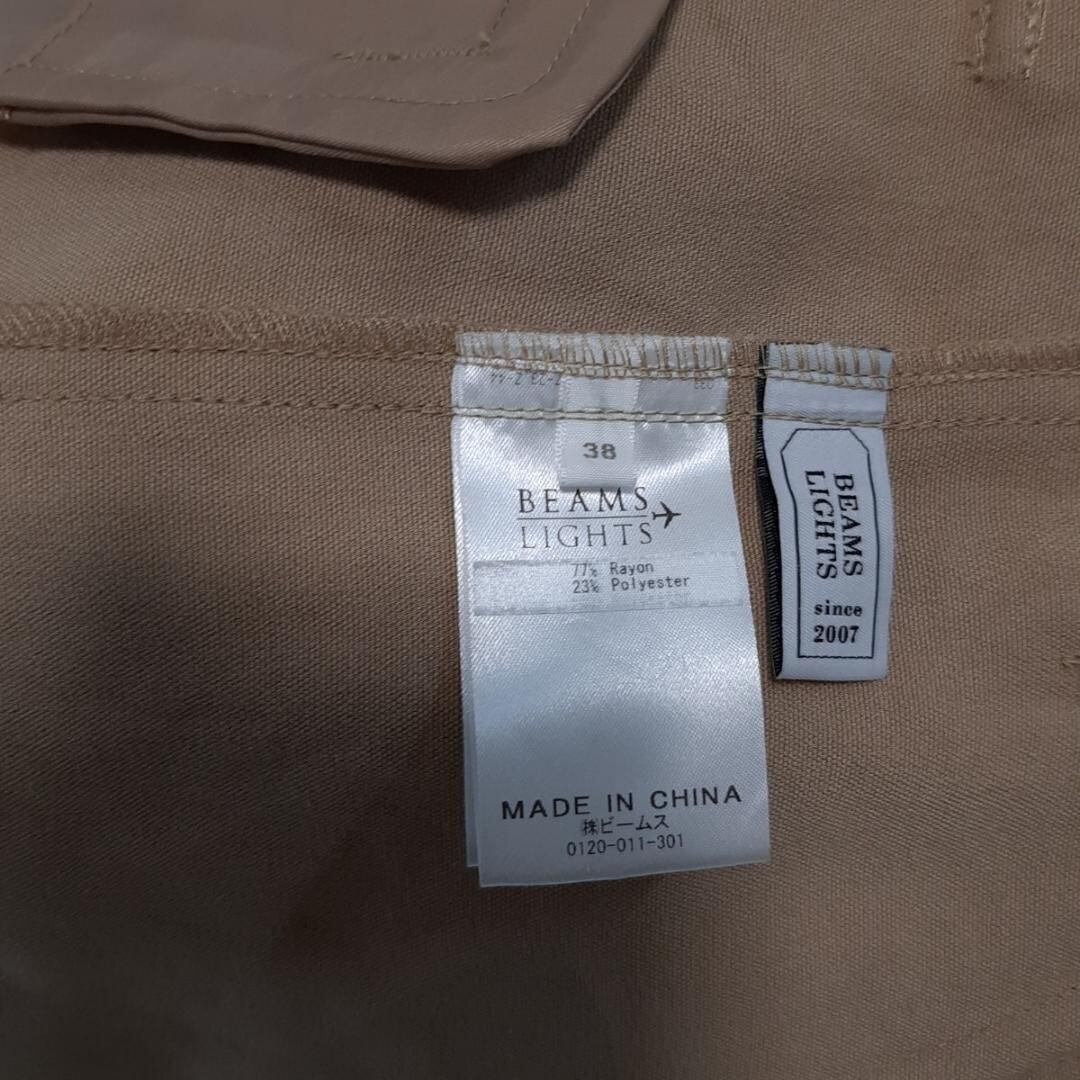 38
BEAMS
LIGHTS
77% Rayon
23% Polyester
MADE IN CHINA
㈱ビームス
0120-011-301
BEAMS
LIGHTS
since
2007